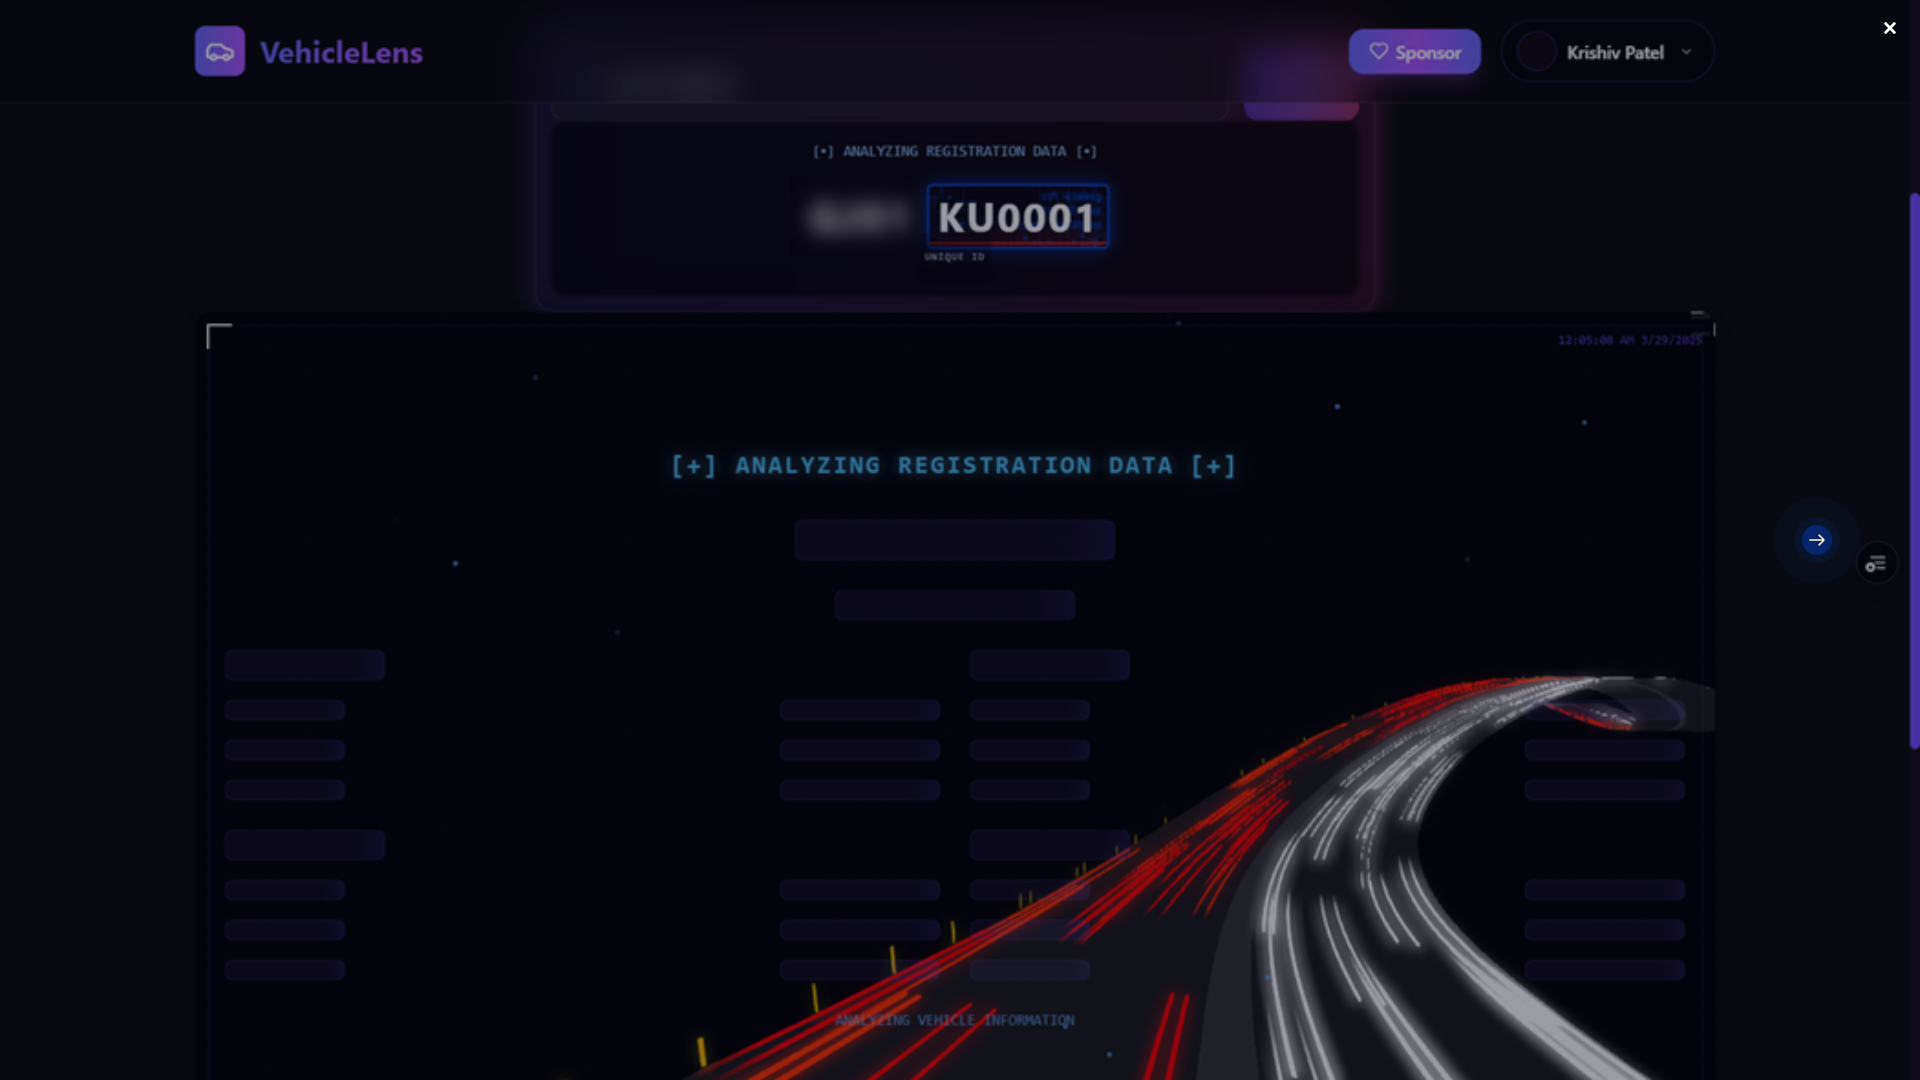 VehicleLens
Sponsor
Krishiv Patel
[•] ANALYZING REGISTRATION DATA [•]
KU0001
UNIQUE ID
12:05:08 AM 3/29/2025
[+] ANALYZING REGISTRATION DATA [+]
ANALYZING VEHICLE INFORMATION